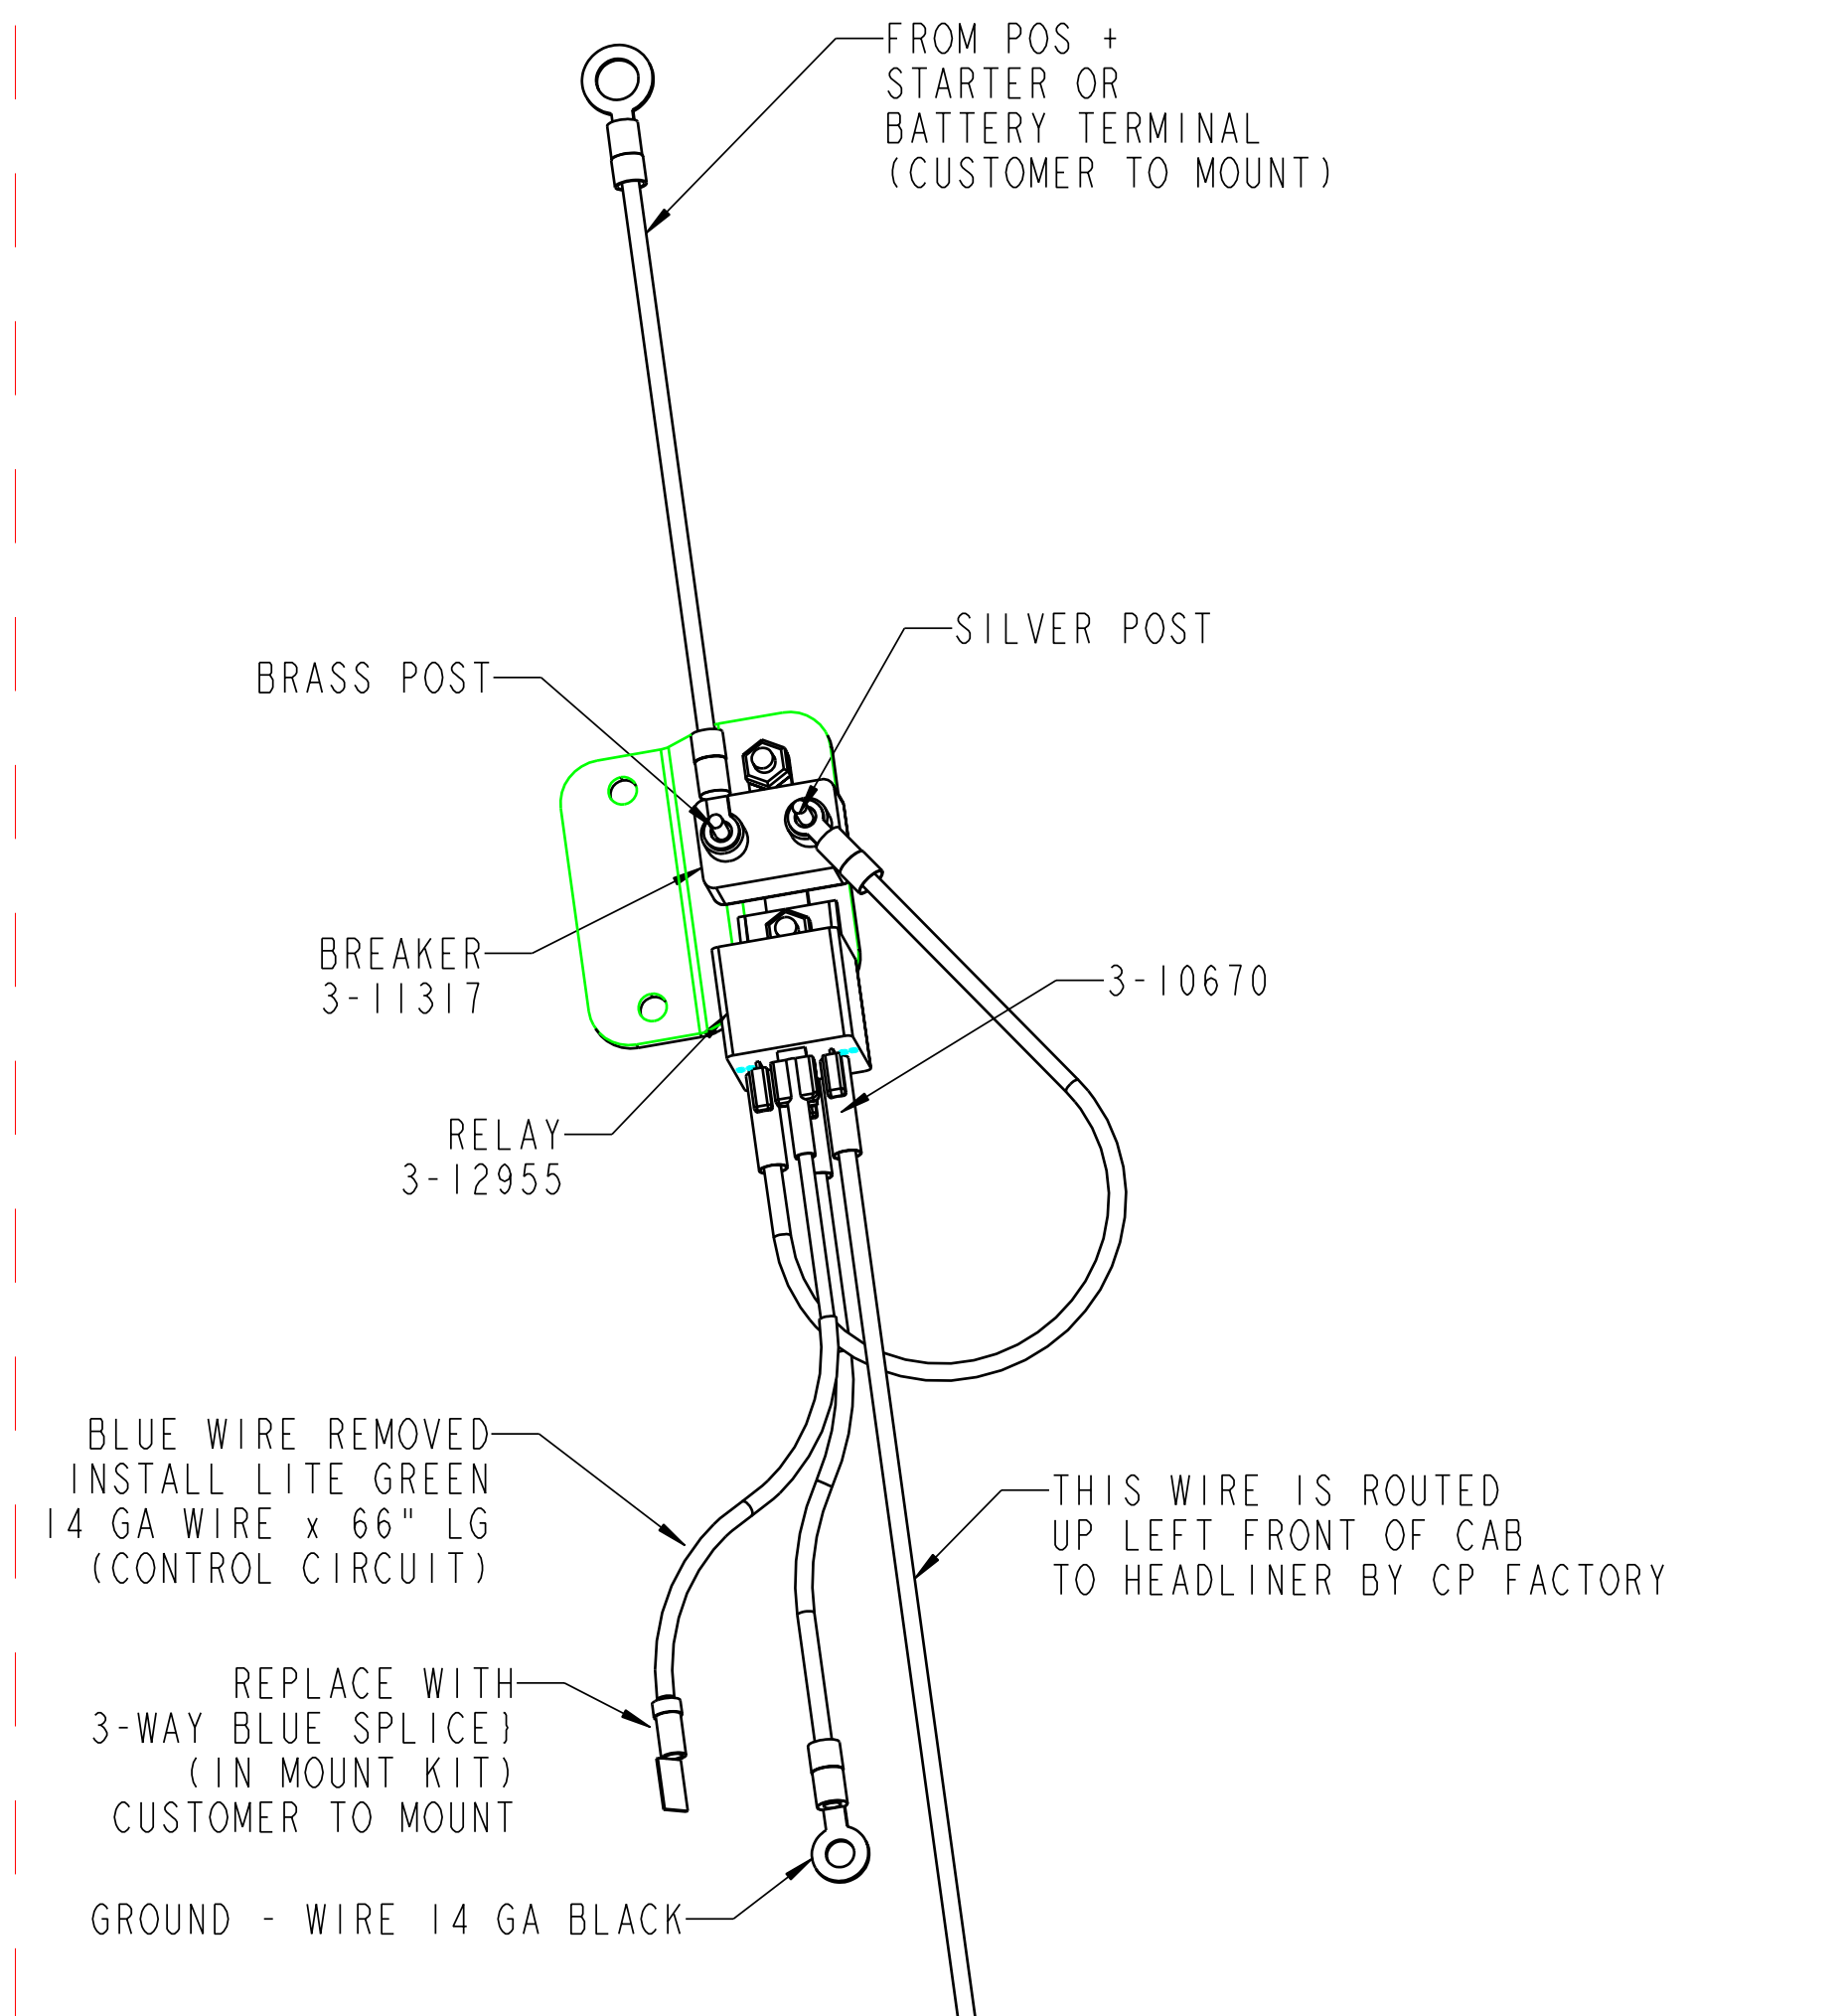 FROM POS +
STARTER OR
BATTERY TERMINAL
(CUSTOMER TO MOUNT)
SILVER POST
BRASS POST
BREAKER
3-11317
3-10670
RELAY
3-12955
BLUE WIRE REMOVED
INSTALL LITE GREEN
14 GA WIRE x 66" LG
(CONTROL CIRCUIT)
THIS WIRE IS ROUTED
UP LEFT FRONT OF CAB
TO HEADLINER BY CP FACTORY
REPLACE WITH
3-WAY BLUE SPLICE}
(IN MOUNT KIT)
CUSTOMER TO MOUNT
GROUND - WIRE 14 GA BLACK